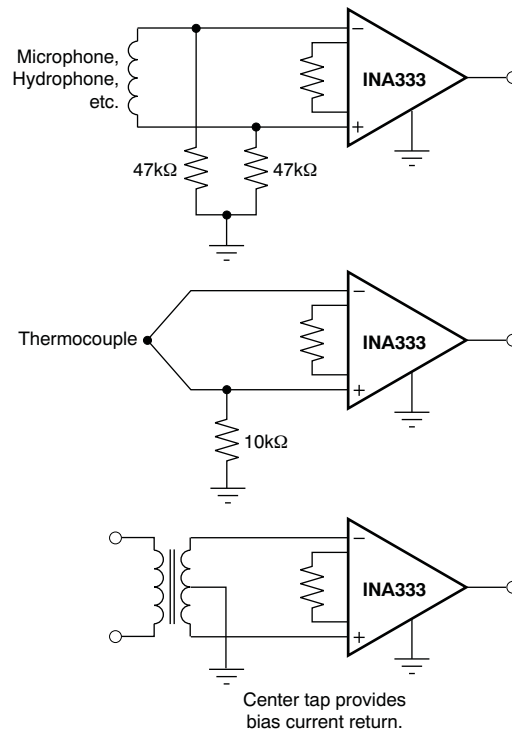 Microphone,
Hydrophone,
etc.
−
INA333
+
47kΩ 47kΩ
−
Thermocouple
INA333
+
10kΩ
−
INA333
+
Center tap provides
bias current return.